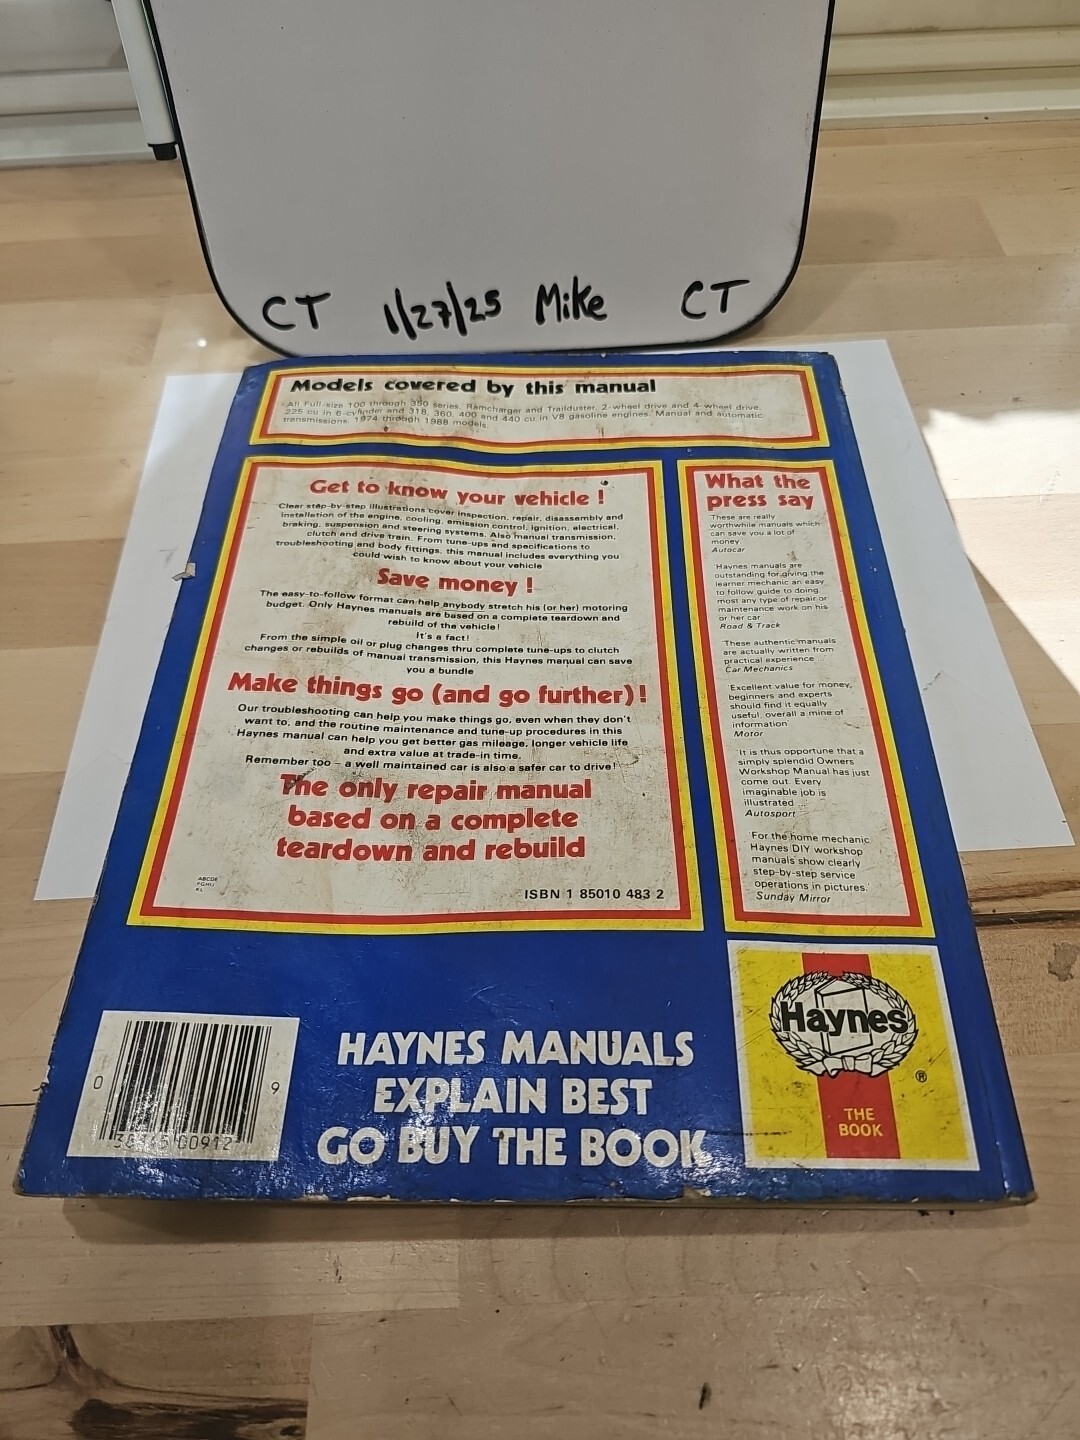 CT 1/27/25 Mike CT
Models covered by this manual
All Full-size 100 through 350 series, Ramcharger and Trailduster, 2-wheel drive and 4-wheel drive.
225 cu in 6-cylinder and 318, 360, 400 and 440 cu in V8 gasoline engines. Manual and automatic
transmissions. 1974 through 1988 models.
Get to know your vehicle !
Clear step-by-step illustrations cover inspection, repair, disassembly and
installation of the engine, cooling, emission control, ignition, electrical,
braking, suspension and steering systems. Also manual transmission,
clutch and drive train. From tune-ups and specifications to
troubleshooting and body fittings, this manual includes everything you
could wish to know about your vehicle
Save money !
The easy-to-follow format can help anybody stretch his (or her) motoring
budget. Only Haynes manuals are based on a complete teardown and
rebuild of the vehicle!
It's a fact!
From the simple oil or plug changes thru complete tune-ups to clutch
changes or rebuilds of manual transmission, this Haynes manual can save
you a bundle
Make things go (and go further) !
Our troubleshooting can help you make things go, even when they don't
want to, and the routine maintenance and tune-up procedures in this
Haynes manual can help you get better gas mileage, longer vehicle life
and extra value at trade-in time.
Remember too – a well maintained car is also a safer car to drive!
The only repair manual
based on a complete
teardown and rebuild
ABCDE
FGHIJ
KL
ISBN 1 85010 483 2
What the
press say
These are really
worthwhile manuals which
can save you a lot of
money
Autocar
Haynes manuals are
outstanding for giving the
learner mechanic an easy
to follow guide to doing
most any type of repair or
maintenance work on his
or her car
Road & Track
'These authentic manuals
are actually written from
practical experience
Car Mechanics
'Excellent value for money,
beginners and experts
should find it equally
useful, overall a mine of
information
Motor
'It is thus opportune that a
simply splendid Owners
Workshop Manual has just
come out. Every
imaginable job is
illustrated
Autosport
'For the home mechanic
Haynes DIY workshop
manuals show clearly
step-by-step service
operations in pictures.'
Sunday Mirror
Haynes
®
THE
BOOK
HAYNES MANUALS
EXPLAIN BEST
GO BUY THE BOOK
0 38345 00912 9